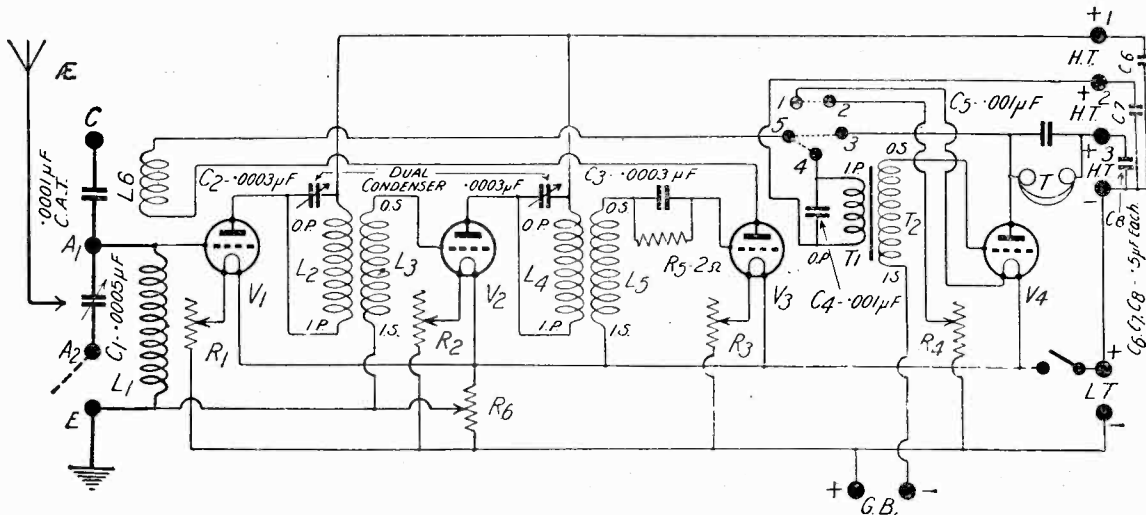 Æ
C
.0001µF
C.A.T.
A1
C1-.0005µF
A2
L1
E
L6
C2-.0003µF
DUAL
CONDENSER
.0003µF
C3-.0003µF
O.P.
L2
I.P.
O.S.
L3
I.S.
V1
R1
V2
R2
R6
O.P.
L4
I.P.
O.S.
L5
I.S.
R5-2Ω
V3
R3
1
2
5
3
4
I.P.
O.P
T1
C4-.001µF
O.S.
T2
I.S
C5-.001µF
T
V4
R4
+ 1
H.T.
+ 2
H.T.
+ 3
H.T
-
C6
C7
C8
C6 C7 C8 - .5µF Each.
+
L T
-
+ G.B. -